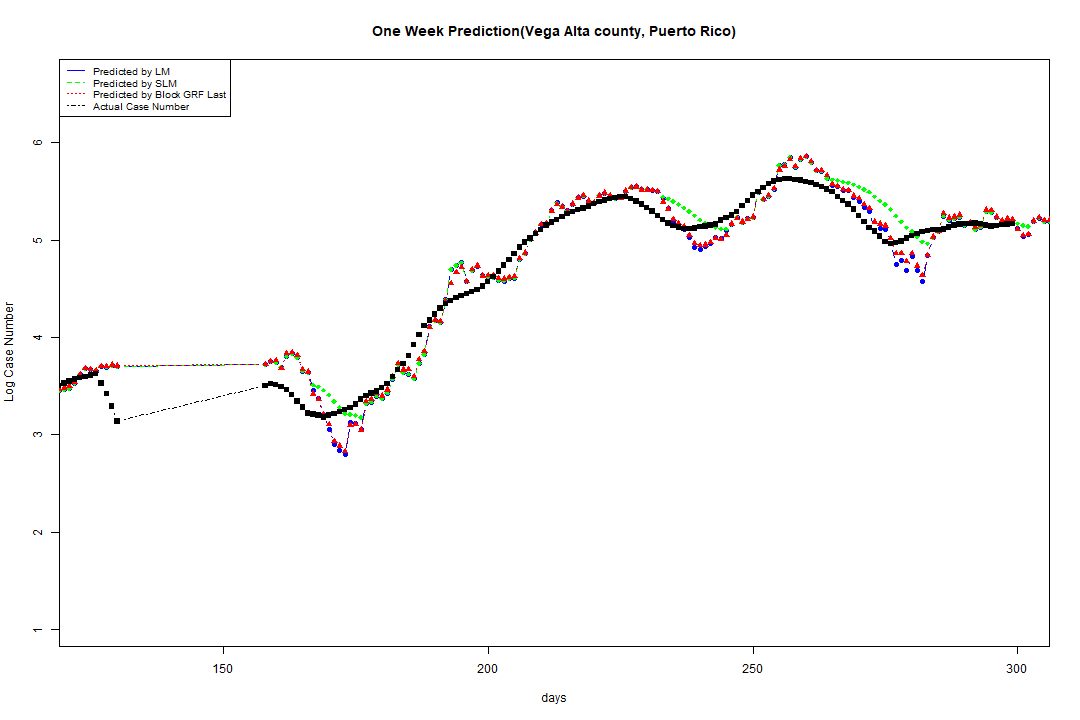 One Week Prediction(Vega Alta county, Puerto Rico)
Predicted by LM
Predicted by SLM
Predicted by Block GRF Last
Actual Case Number
6
5
4
3
2
1
Log Case Number
150 200 250 300
days